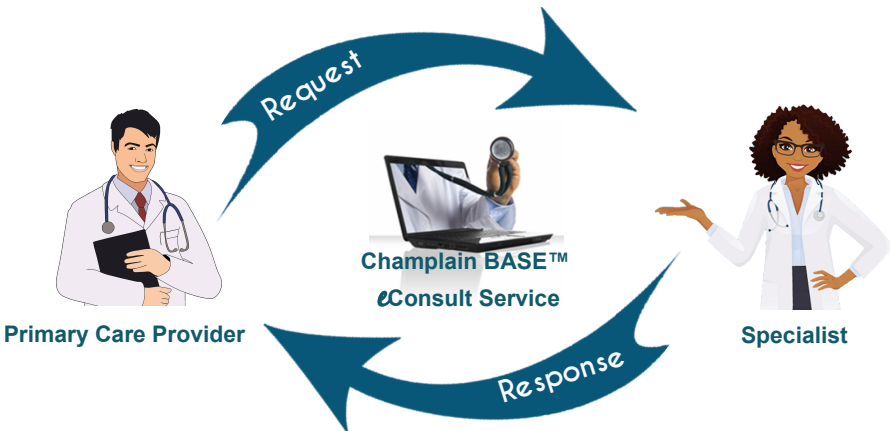 Request
Champlain BASE™
eConsult Service
Primary Care Provider
Specialist
Response